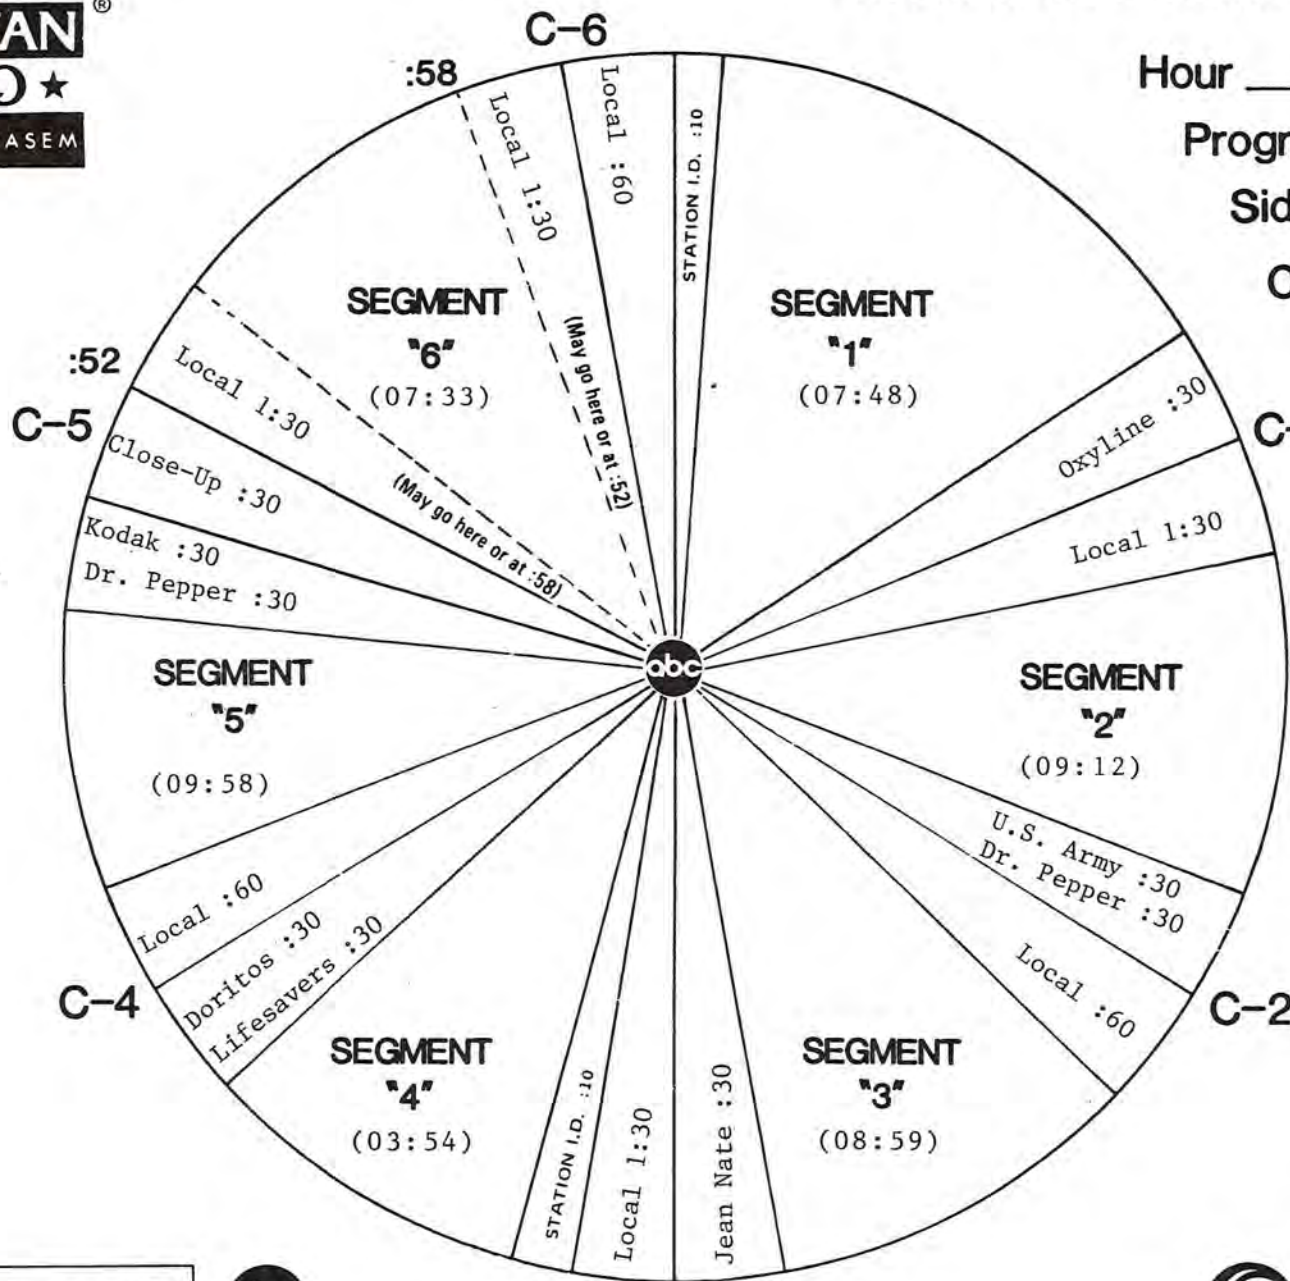 ®
C-6
:58
Hour
ASEM
Local 1:30
Local :60
STATION I.D. :10
SEGMENT
"6"
(07:33)
(May go here or at :52)
SEGMENT
"1"
(07:48)
:52
C-5
Local 1:30
(May go here or at :58)
Close-Up :30
Kodak :30
Dr. Pepper :30
Oxyline :30
Local 1:30
abc
SEGMENT
"5"
(09:58)
SEGMENT
"2"
(09:12)
U.S. Army :30
Dr. Pepper :30
Local :60
C-2
Local :60
Doritos :30
Lifesavers :30
C-4
SEGMENT
"4"
(03:54)
STATION I.D. :10
Local 1:30
Jean Nate :30
SEGMENT
"3"
(08:59)